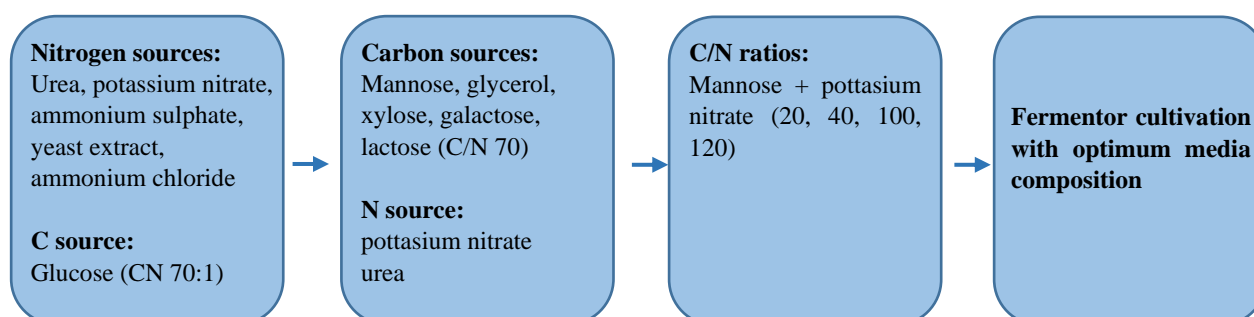 Nitrogen sources:
Urea, potassium nitrate,
ammonium sulphate,
yeast extract,
ammonium chloride
C source:
Glucose (CN 70:1)
Carbon sources:
Mannose, glycerol,
xylose, galactose,
lactose (C/N 70)
N source:
pottasium nitrate
urea
C/N ratios:
Mannose + pottasium
nitrate (20, 40, 100,
120)
Fermentor cultivation
with optimum media
composition